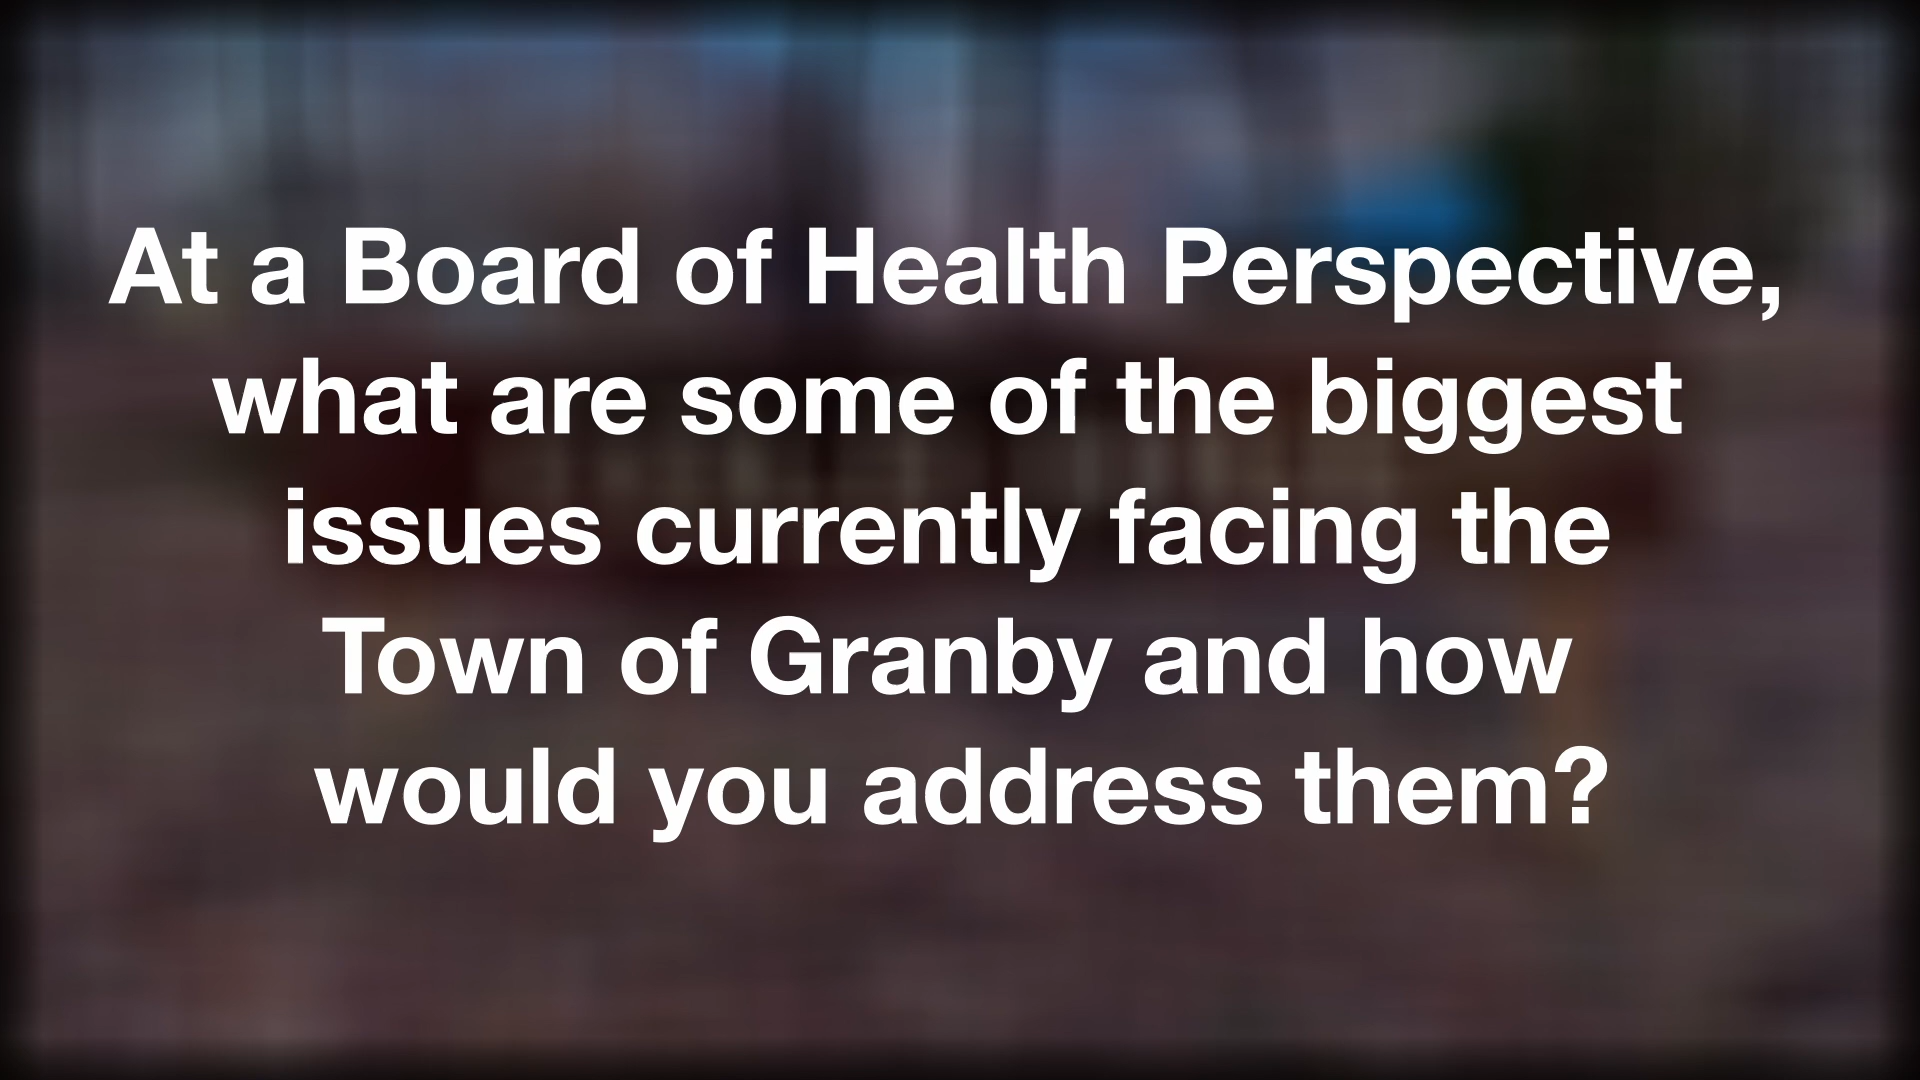 At a Board of Health Perspective,
what are some of the biggest
issues currently facing the
Town of Granby and how
would you address them?